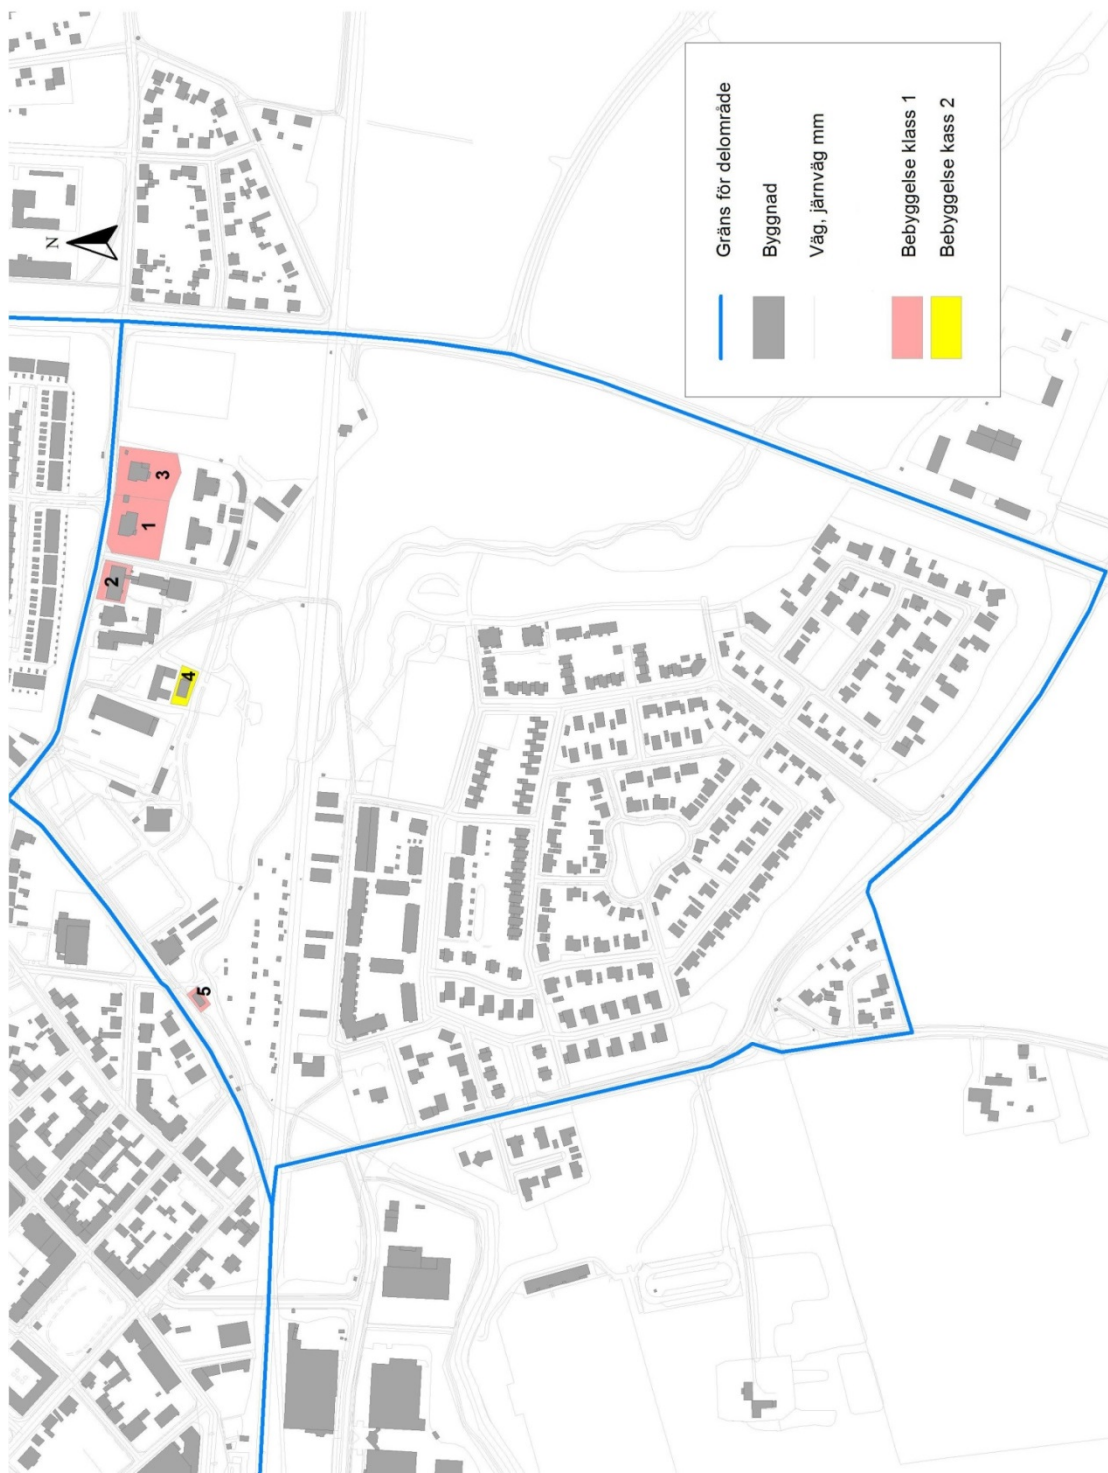 N
Gräns för delområde
Byggnad
Väg, järnväg mm
Bebyggelse klass 1
Bebyggelse kass 2
3
1
2
4
5